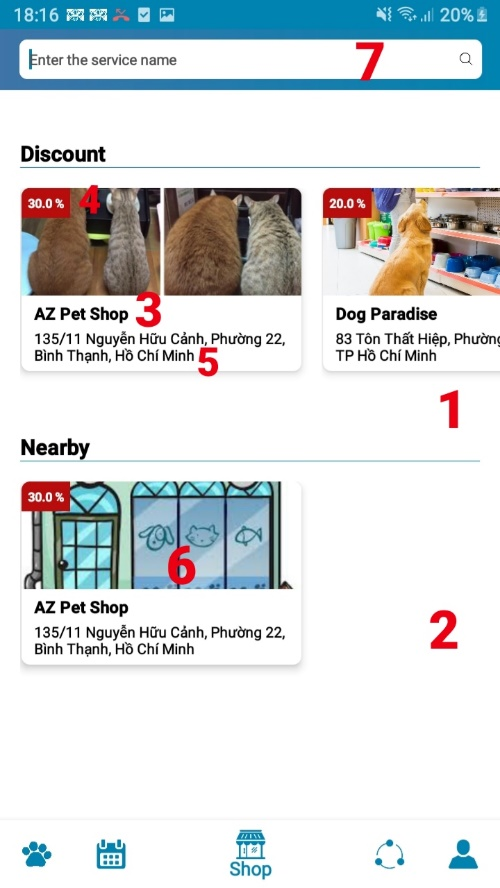 18:16
20%
Enter the service name
7
Discount
30.0 %
4
20.0 %
AZ Pet Shop
3
135/11 Nguyễn Hữu Cảnh, Phường 22,
Bình Thạnh, Hồ Chí Minh
5
Dog Paradise
83 Tôn Thất Hiệp, Phường
TP Hồ Chí Minh
1
Nearby
30.0 %
6
AZ Pet Shop
135/11 Nguyễn Hữu Cảnh, Phường 22,
Bình Thạnh, Hồ Chí Minh
2
Shop